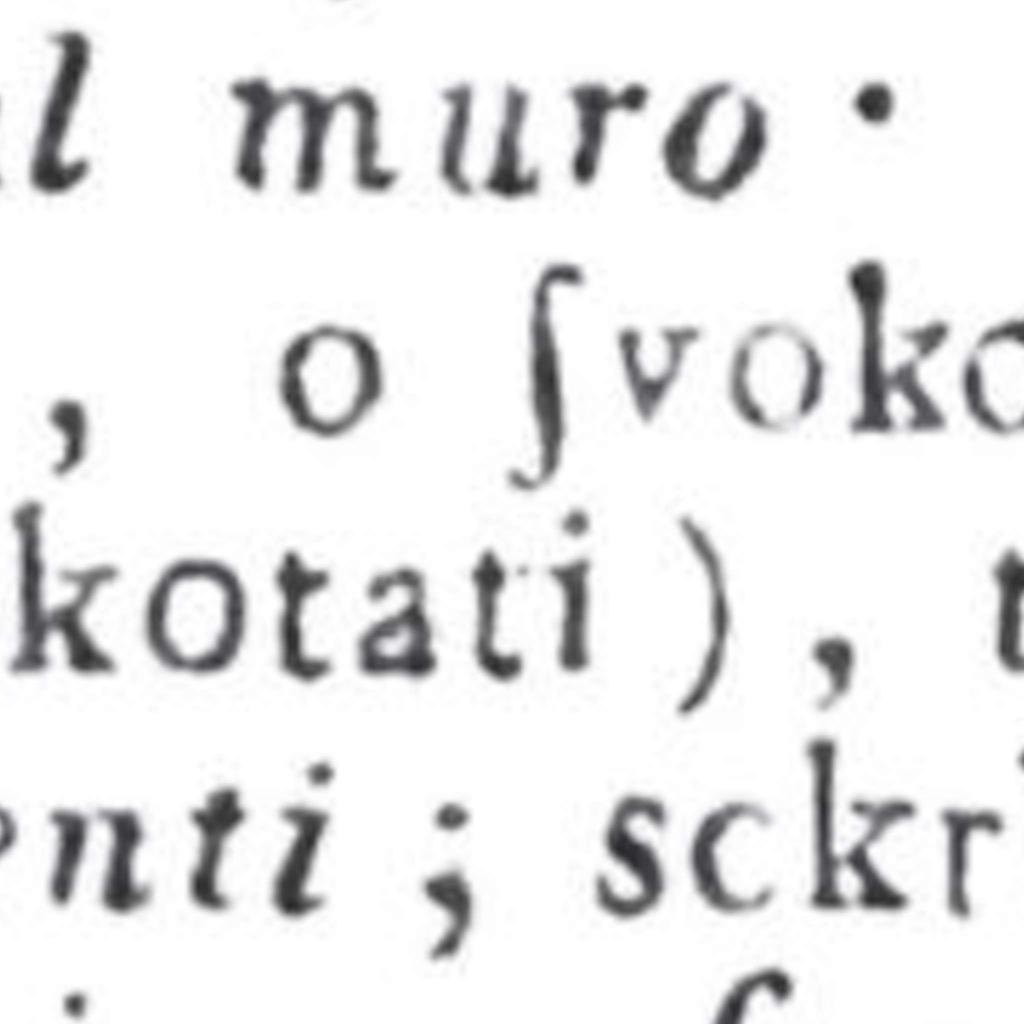 l muro ·
, o ſvoko
kotati ) , t
nti ; sckr